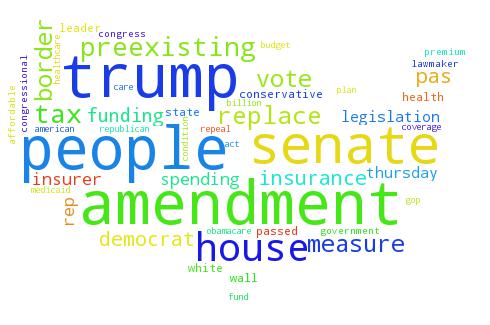 leader
congress
border
healthcare
preexisting
budget
congressional
trump
vote
premium
lawmaker
pas
care
conservative
health
affordable
tax
funding
state
billion
replace
plan
legislation
american
republican
condition
repeal
act
coverage
people
senate
insurer
spending
insurance
thursday
medicaid
rep
amendment
gop
democrat
obamacare
passed
government
house
measure
white
wall
fund